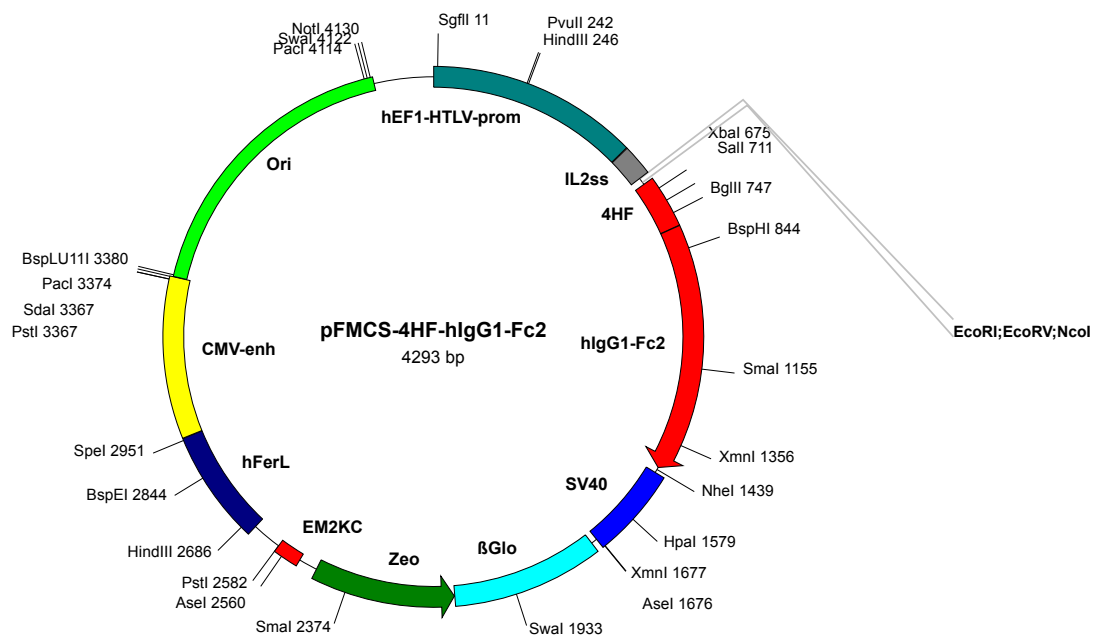 NotI 4130
SwaI 4122
PacI 4114
SgfII 11
PvuII 242
HindIII 246
hEF1-HTLV-prom
XbaI 675
SalI 711
Ori
IL2ss
BglII 747
4HF
BspHI 844
BspLU11I 3380
PacI 3374
SdaI 3367
PstI 3367
pFMCS-4HF-hIgG1-Fc2
4293 bp
CMV-enh
hIgG1-Fc2
EcoRI;EcoRV;NcoI
SmaI 1155
SpeI 2951
hFerL
XmnI 1356
BspEI 2844
SV40
NheI 1439
EM2KC
HindIII 2686
Zeo
ßGlo
HpaI 1579
XmnI 1677
PstI 2582
AseI 2560
AseI 1676
SmaI 2374
SwaI 1933